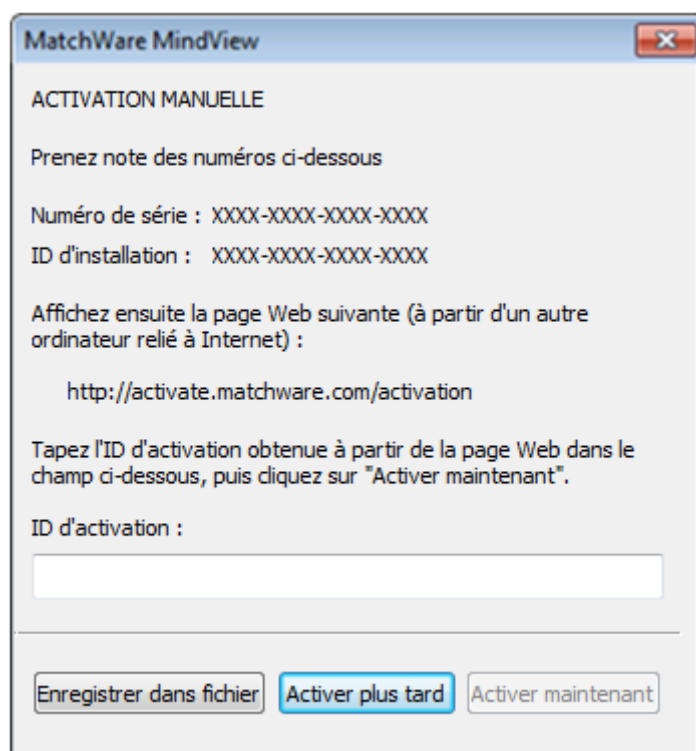 MatchWare MindView
ACTIVATION MANUELLE
Prenez note des numéros ci-dessous
Numéro de série : XXXX-XXXX-XXXX-XXXX
ID d'installation : XXXX-XXXX-XXXX-XXXX
Affichez ensuite la page Web suivante (à partir d'un autre
ordinateur relié à Internet) :
http://activate.matchware.com/activation
Tapez l'ID d'activation obtenue à partir de la page Web dans le
champ ci-dessous, puis cliquez sur "Activer maintenant".
ID d'activation :
Enregistrer dans fichier Activer plus tard Activer maintenant